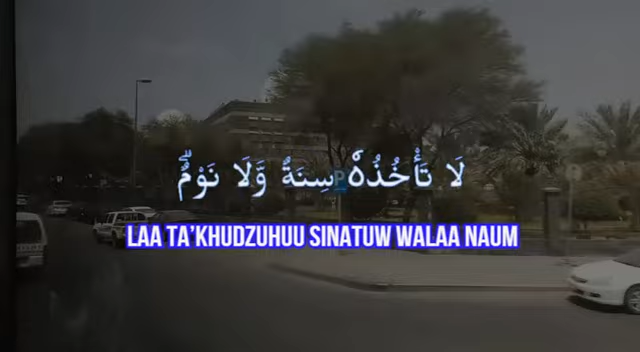 لَا تَأْخُذُهٗ سِنَةٌ وَّلَا نَوْمٌۗ
LAA TA'KHUDZUHUU SINATUW WALAA NAUM